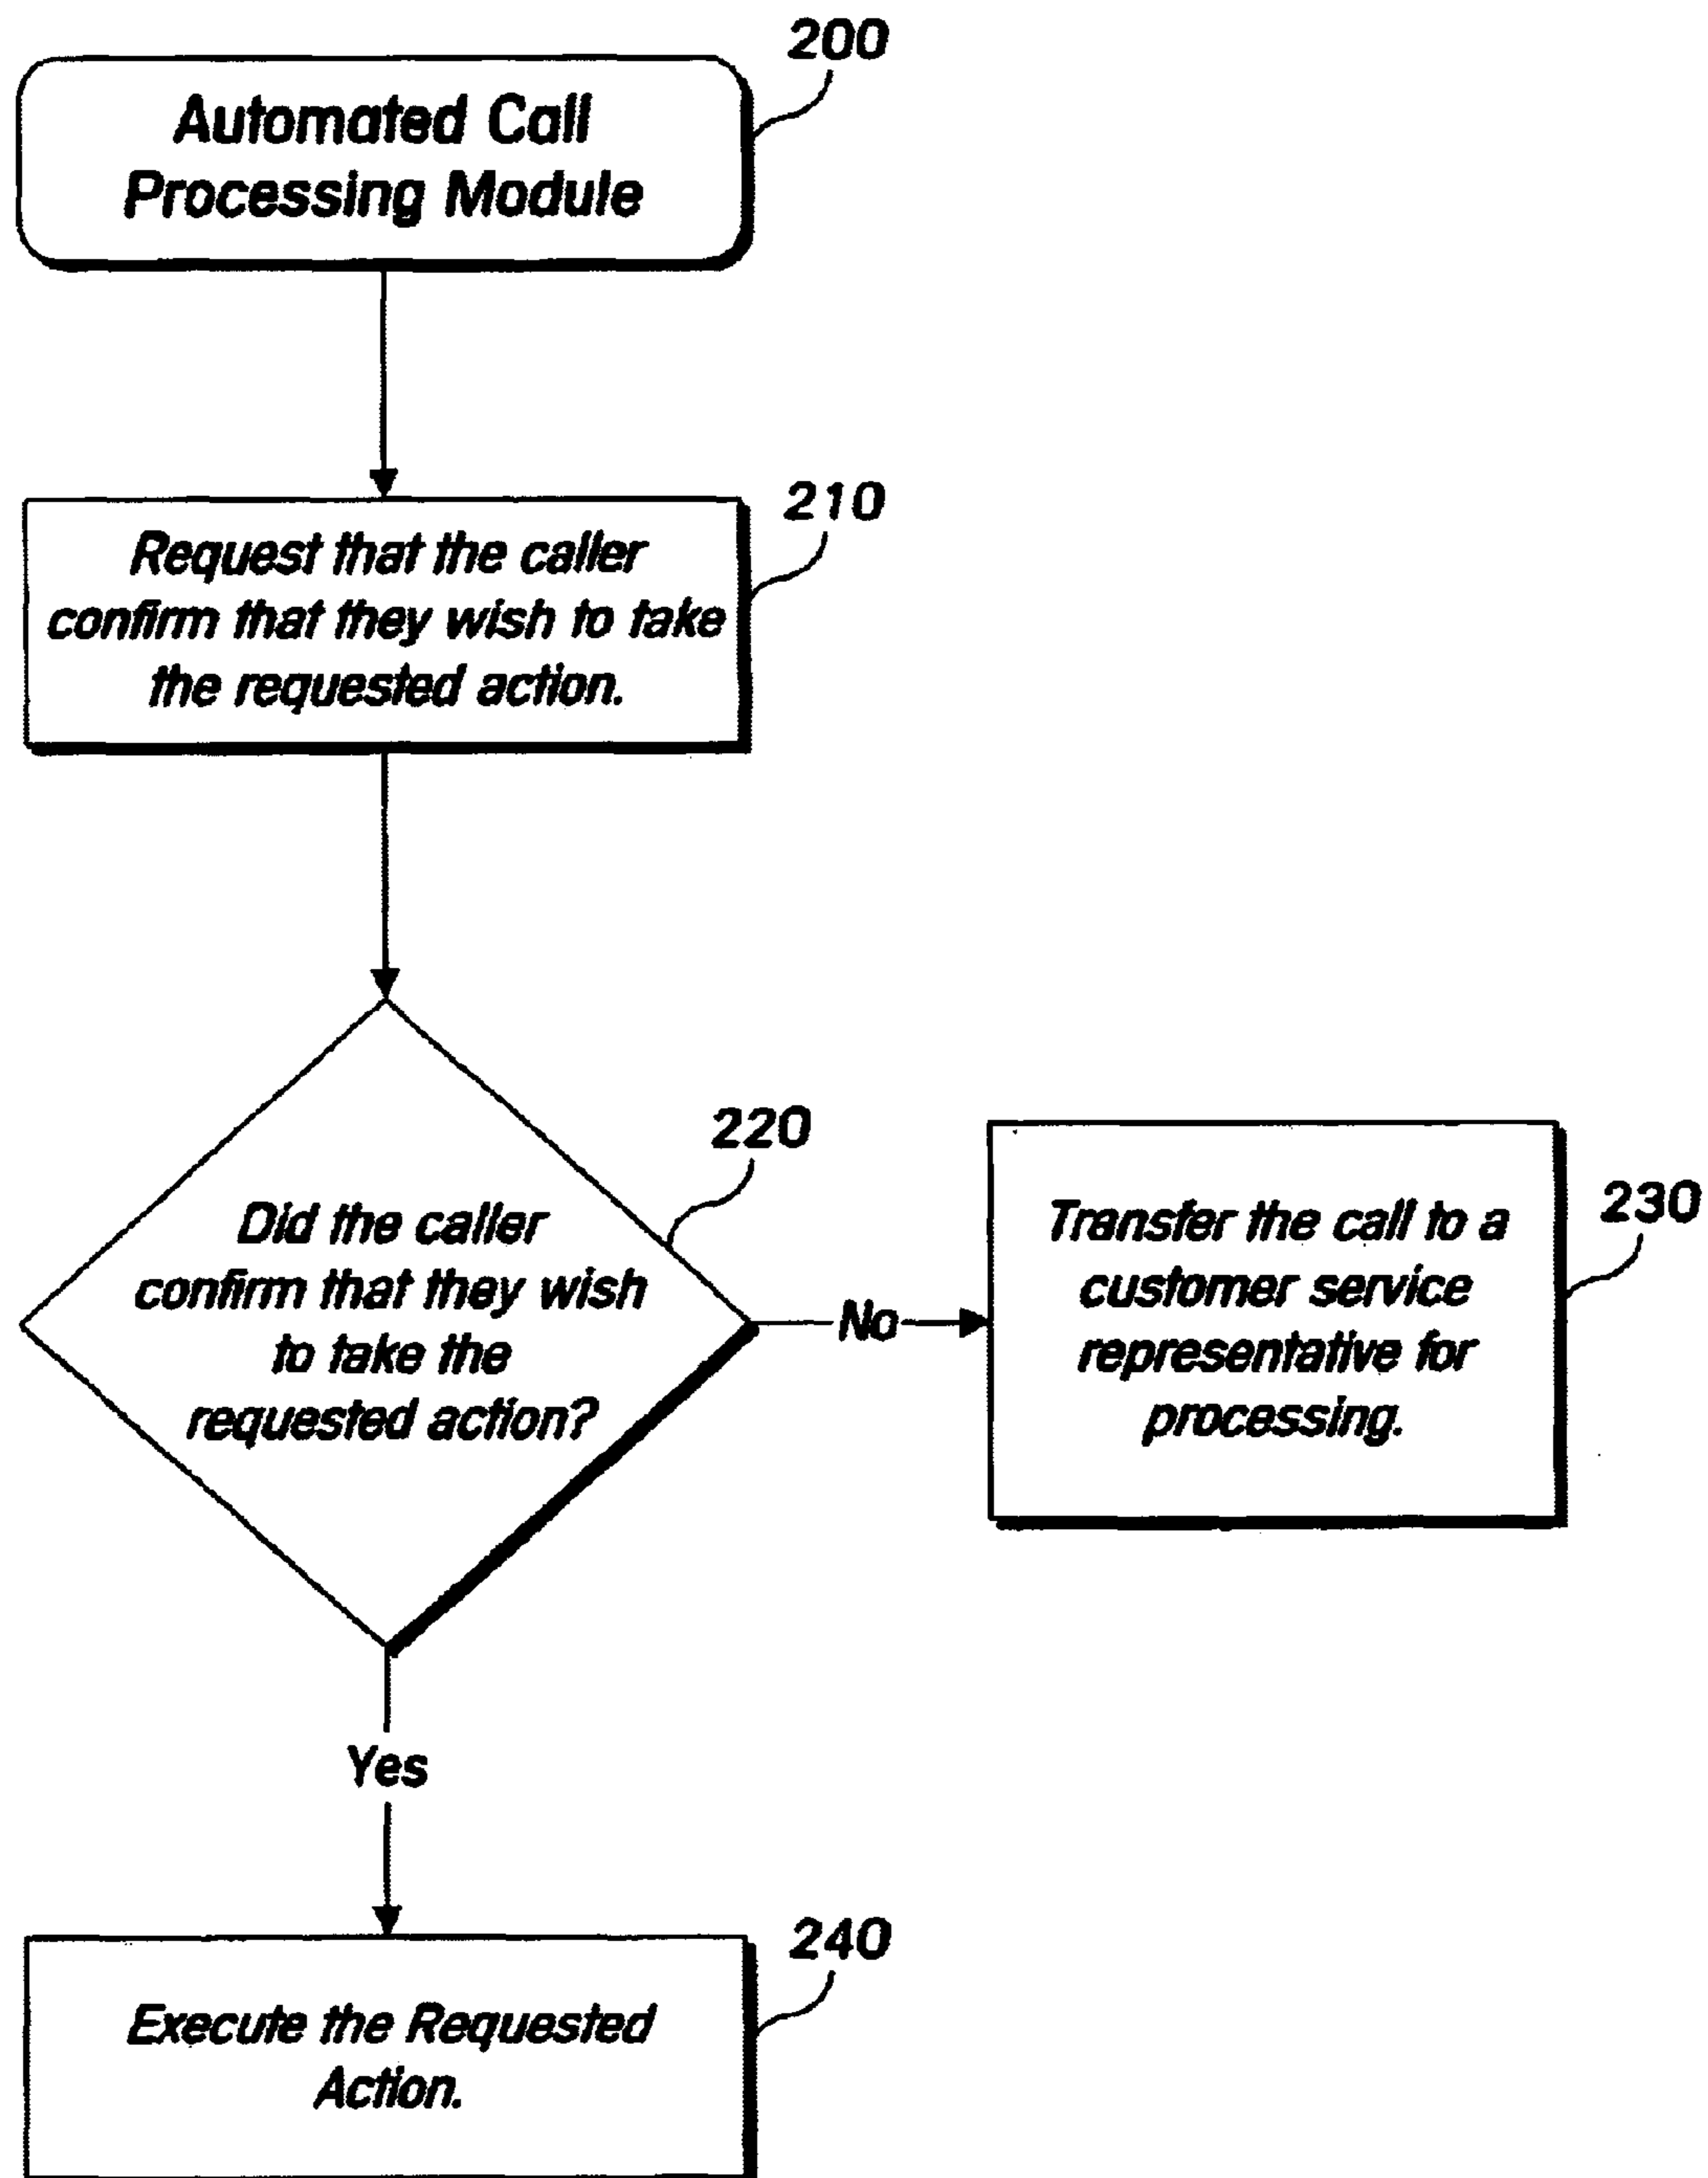 200
Automated Call
Processing Module
210
Request that the caller
confirm that they wish to take
the requested action.
220
Did the caller
confirm that they wish
to take the
requested action?
No
230
Transfer the call to a
customer service
representative for
processing.
Yes
240
Execute the Requested
Action.